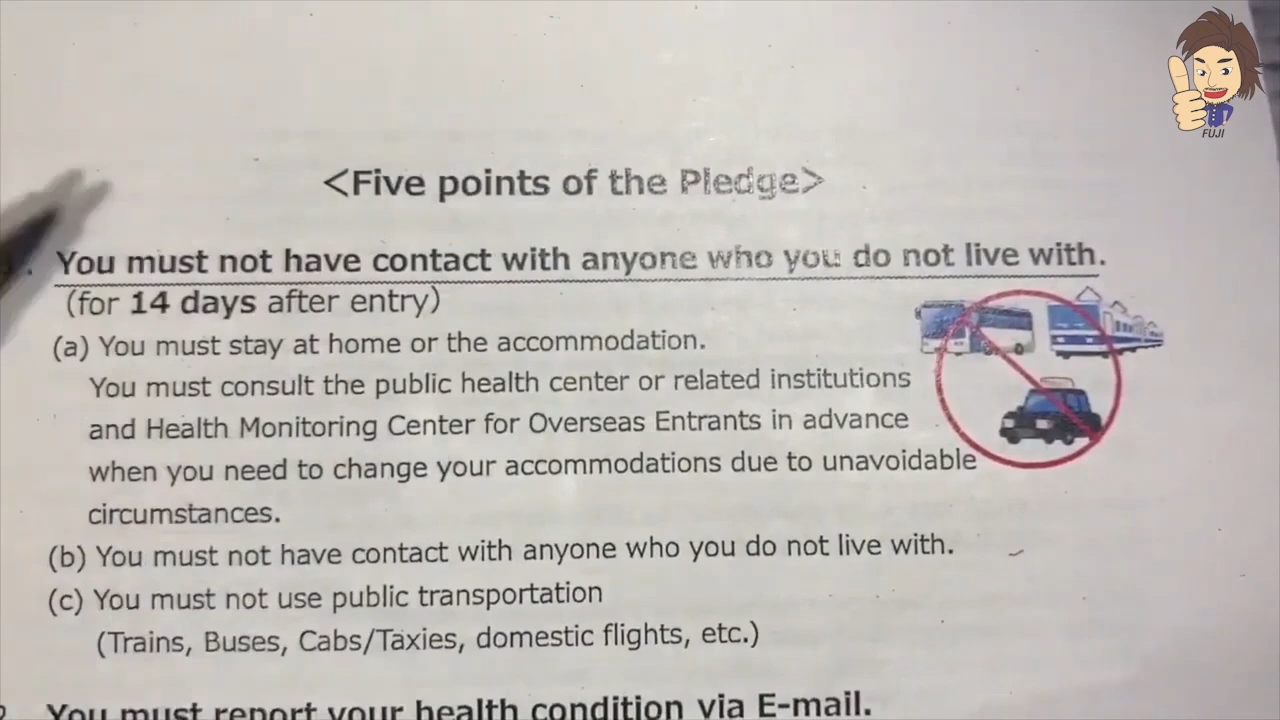 FUJI
<Five points of the Pledge>
You must not have contact with anyone who you do not live with.
(for 14 days after entry)
(a) You must stay at home or the accommodation.
You must consult the public health center or related institutions
and Health Monitoring Center for Overseas Entrants in advance
when you need to change your accommodations due to unavoidable
circumstances.
(b) You must not have contact with anyone who you do not live with.
(c) You must not use public transportation
(Trains, Buses, Cabs/Taxies, domestic flights, etc.)
You must report your health condition via E-mail.